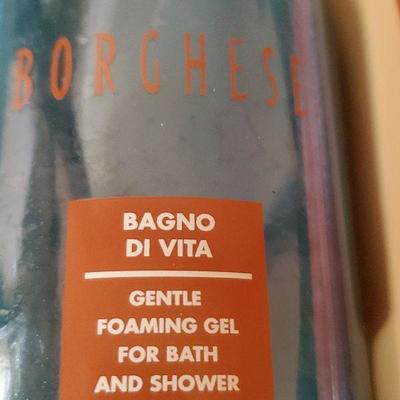 BORGHESE
BAGNO
DI VITA
GENTLE
FOAMING GEL
FOR BATH
AND SHOWER